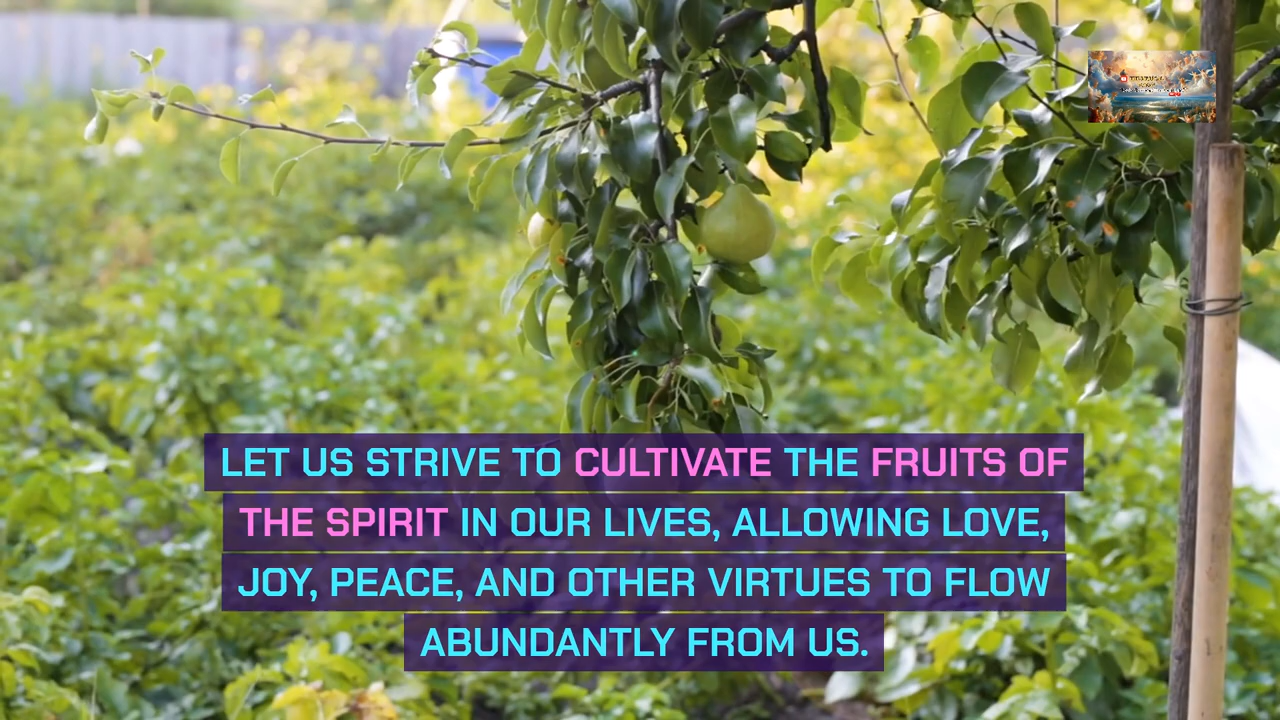 LET US STRIVE TO CULTIVATE THE FRUITS OF
THE SPIRIT IN OUR LIVES, ALLOWING LOVE,
JOY, PEACE, AND OTHER VIRTUES TO FLOW
ABUNDANTLY FROM US.